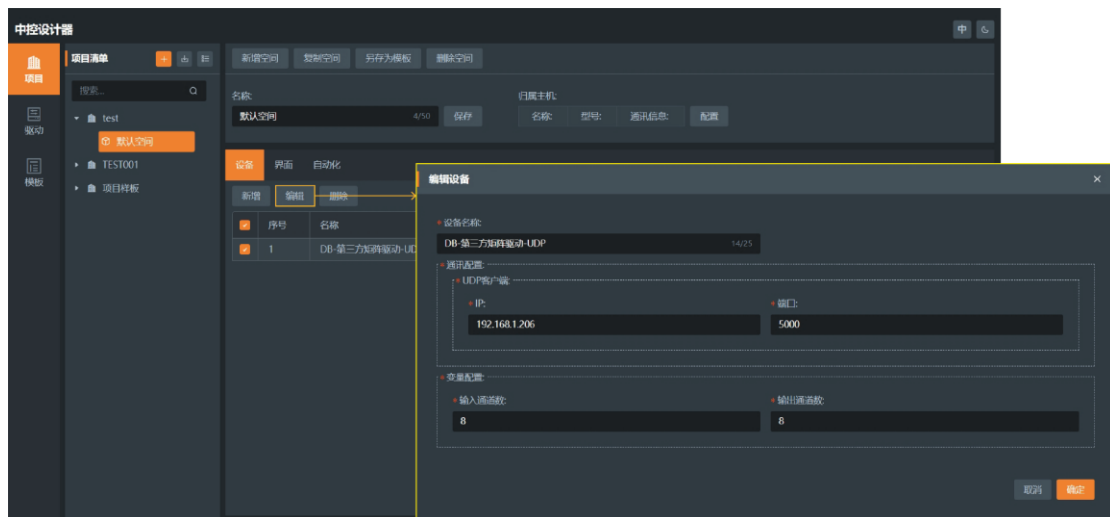 中控设计器
中
项目
驱动
模板
项目清单
搜索...
test
默认空间
TEST001
项目样板
新增空间 复制空间 另存为模板 删除空间
名称: 归属主机:
默认空间 4/50 保存 名称: 型号: 通讯信息: 配置
设备 界面 自动化
新增 编辑 删除
序号 名称
1 DB-第三方矩阵驱动-UD
编辑设备
* 设备名称:
DB-第三方矩阵驱动-UDP 14/25
* 通讯配置:
* UDP客户端:
* IP: * 端口:
192.168.1.206 5000
* 变量配置:
* 输入通道数: * 输出通道数:
8 8
取消 确定